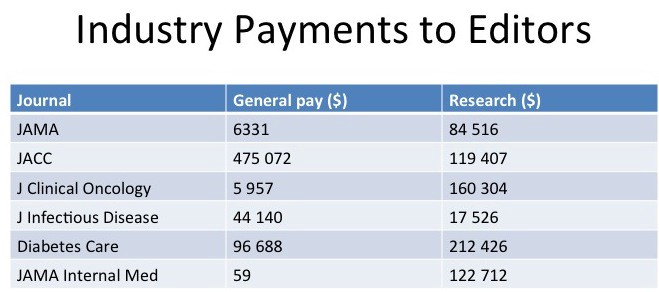 Industry Payments to Editors
Journal General pay ($) Research ($)
JAMA 6331 84 516
JACC 475 072 119 407
J Clinical Oncology 5 957 160 304
J Infectious Disease 44 140 17 526
Diabetes Care 96 688 212 426
JAMA Internal Med 59 122 712